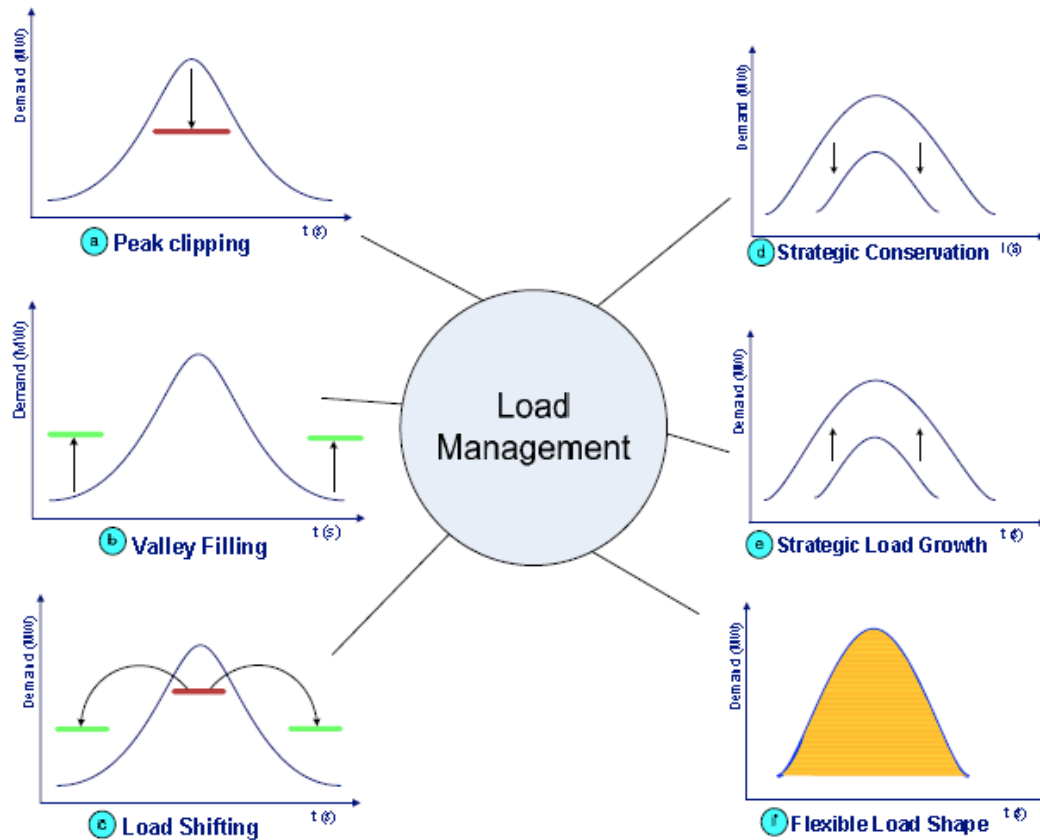 Demand (MW)
t (s)
a Peak clipping
Demand (MW)
t (s)
b Valley Filling
Demand (MW)
t (s)
c Load Shifting
Load
Management
Demand (MW)
t (s)
d Strategic Conservation
Demand (MW)
t (s)
e Strategic Load Growth
Demand (MW)
t (s)
f Flexible Load Shape